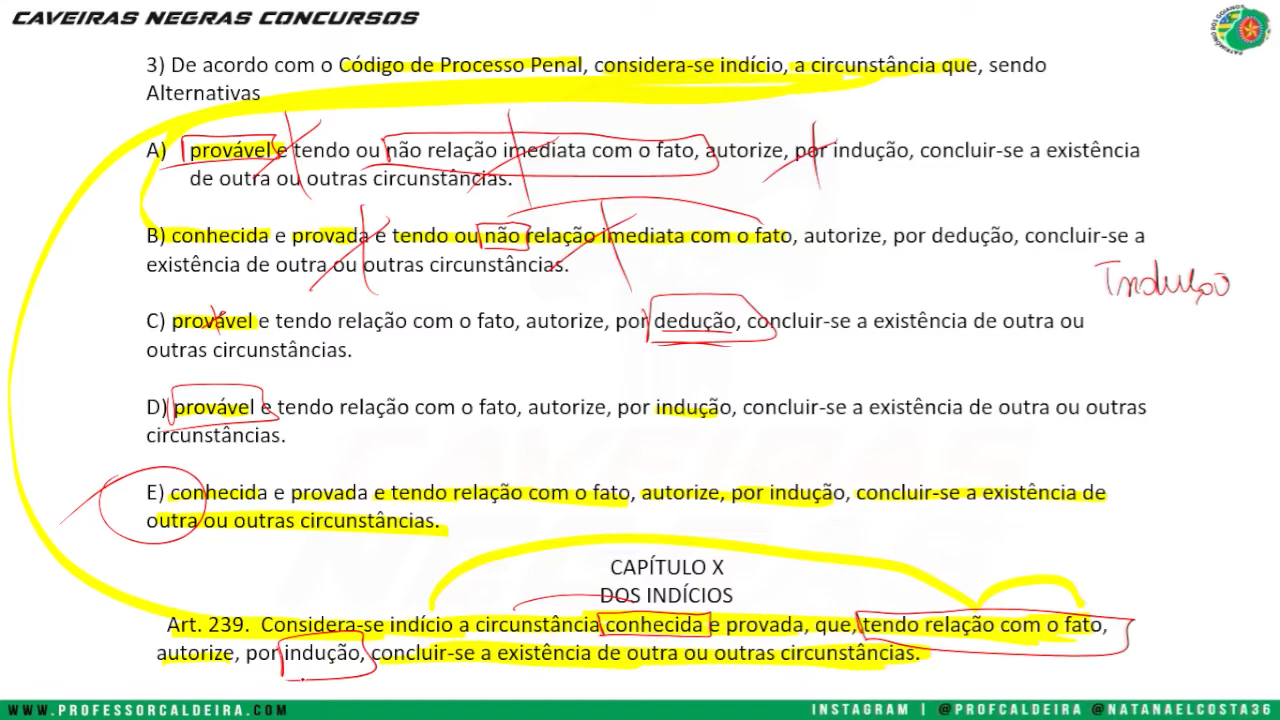 CAVEIRAS NEGRAS CONCURSOS
3) De acordo com o Código de Processo Penal, considera-se indício, a circunstância que, sendo
Alternativas
A) provável e tendo ou não relação imediata com o fato, autorize, por indução, concluir-se a existência
de outra ou outras circunstâncias.
B) conhecida e provada e tendo ou não relação imediata com o fato, autorize, por dedução, concluir-se a
existência de outra ou outras circunstâncias.
Indução
C) provável e tendo relação com o fato, autorize, por dedução, concluir-se a existência de outra ou
outras circunstâncias.
D) provável e tendo relação com o fato, autorize, por indução, concluir-se a existência de outra ou outras
circunstâncias.
E) conhecida e provada e tendo relação com o fato, autorize, por indução, concluir-se a existência de
outra ou outras circunstâncias.
CAPÍTULO X
DOS INDÍCIOS
Art. 239. Considera-se indício a circunstância conhecida e provada, que, tendo relação com o fato,
autorize, por indução, concluir-se a existência de outra ou outras circunstâncias.
WWW.PROFESSORCALDEIRA.COM
INSTAGRAM | @PROFCALDEIRA @NATANAELCOSTA36